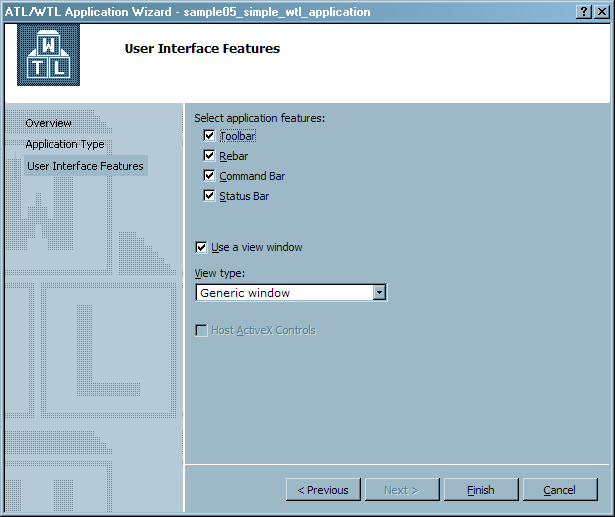 ATL/WTL Application Wizard - sample05_simple_wtl_application
W
T L
User Interface Features
Overview
Application Type
User Interface Features
Select application features:
Toolbar
Rebar
Command Bar
Status Bar
Use a view window
View type:
Generic window
Host ActiveX Controls
W
L
< Previous
Next >
Finish
Cancel